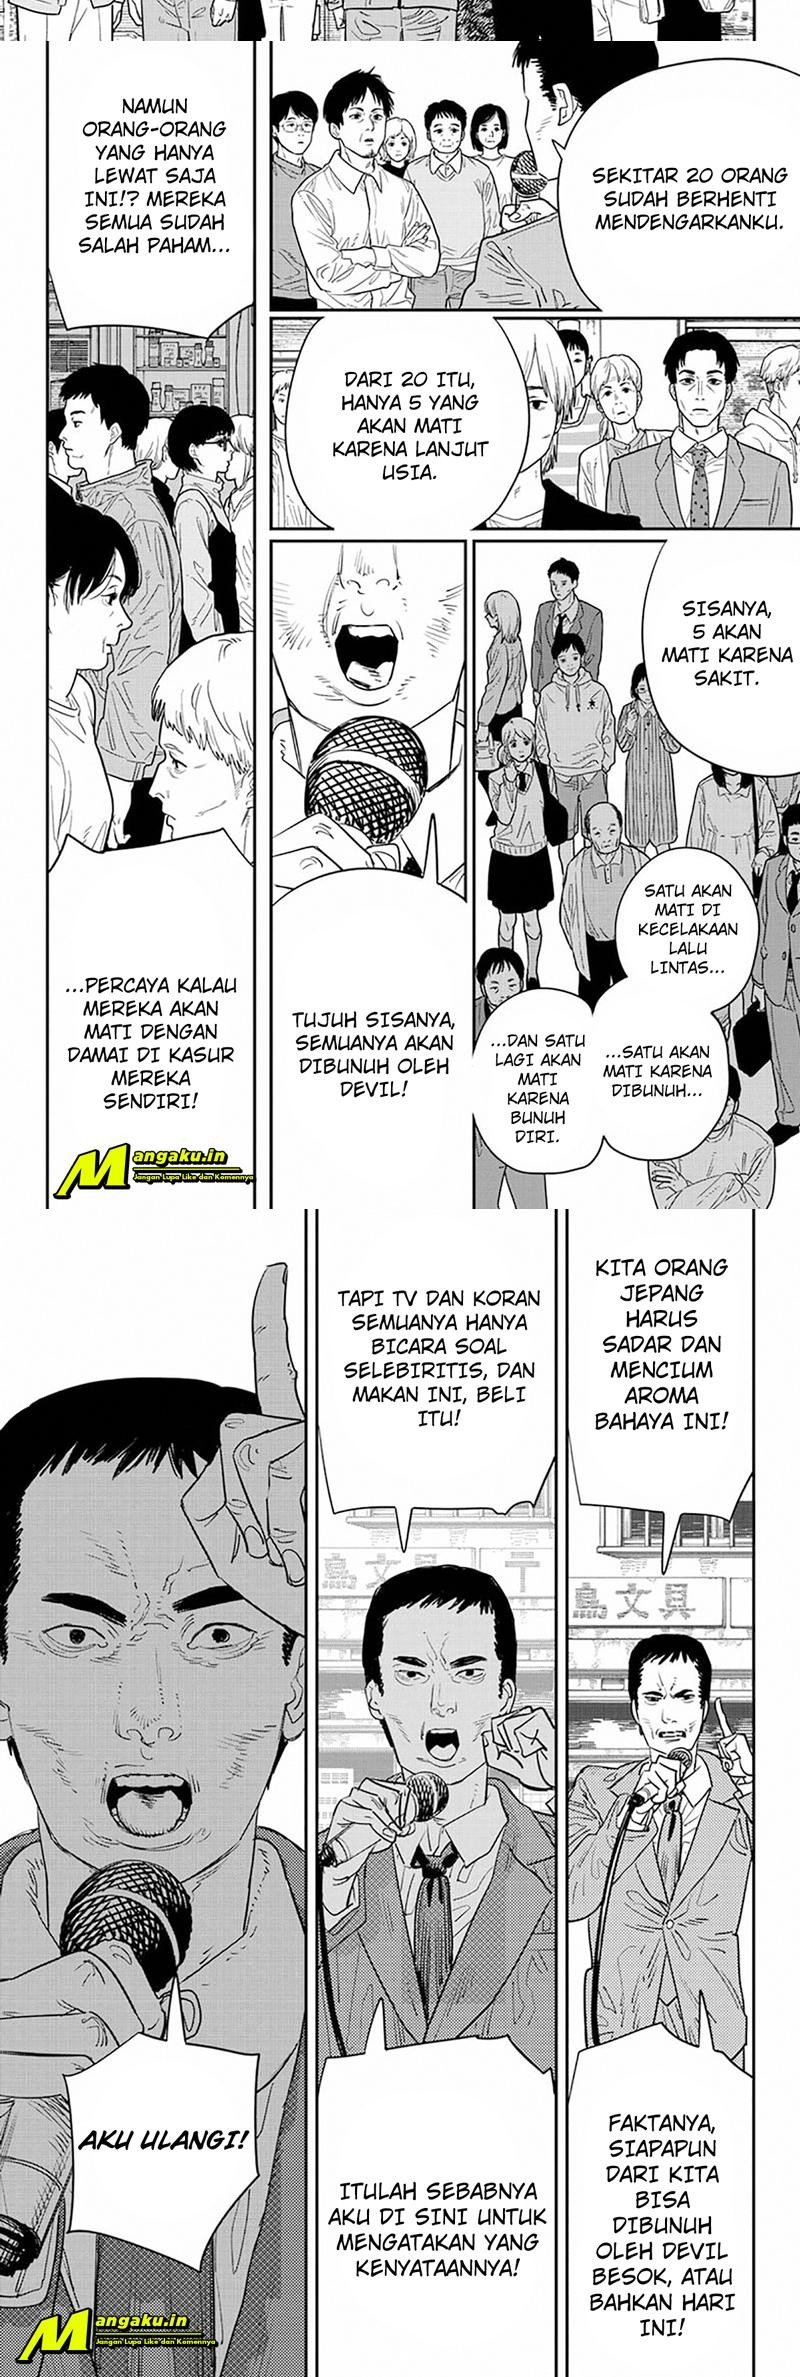 SEKITAR 20 ORANG
SUDAH BERHENTI
MENDENGARKANKU.
DARI 20 ITU,
HANYA 5 YANG
AKAN MATI
KARENA LANJUT
USIA.
SISANYA,
5 AKAN
MATI KARENA
SAKIT.
SATU AKAN
MATI DI
KECELAKAAN
LALU
LINTAS...
...SATU AKAN
MATI KARENA
DIBUNUH...
...DAN SATU
LAGI AKAN
MATI
KARENA
BUNUH
DIRI.
TUJUH SISANYA,
SEMUANYA AKAN
DIBUNUH OLEH
DEVIL!
NAMUN
ORANG-ORANG
YANG HANYA
LEWAT SAJA
INI!? MEREKA
SEMUA SUDAH
SALAH PAHAM...
...PERCAYA KALAU
MEREKA AKAN
MATI DENGAN
DAMAI DI KASUR
MEREKA
SENDIRI!
Mangaku.in
Jangan Lupa Like dan Komennya
KITA ORANG
JEPANG
HARUS
SADAR DAN
MENCIUM
AROMA
BAHAYA INI!
鳥文具
FAKTANYA,
SIAPAPUN
DARI KITA
BISA
DIBUNUH
OLEH DEVIL
BESOK, ATAU
BAHKAN HARI
INI!
TAPI TV DAN KORAN
SEMUANYA HANYA
BICARA SOAL
SELEBIRITIS, DAN
MAKAN INI, BELI
ITU!
鳥文具
〒
ITULAH SEBABNYA
AKU DI SINI UNTUK
MENGATAKAN YANG
KENYATAANNYA!
AKU ULANGI!
Mangaku.in
Jangan Lupa Like dan Komennya